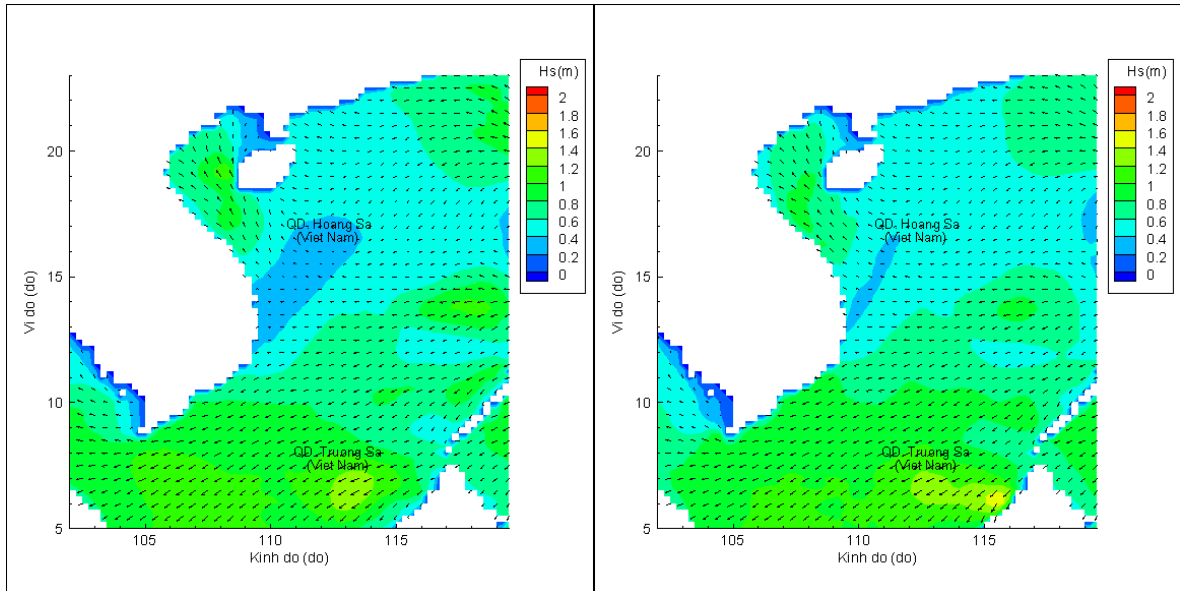 Hs(m)
2
1.8
1.6
1.4
1.2
1
0.8
0.6
0.4
0.2
0
20
15
10
5
Vi do (do)
QD. Hoang Sa
(Viet Nam)
QD. Truong Sa
(Viet Nam)
105
110
115
Kinh do (do)
Hs(m)
2
1.8
1.6
1.4
1.2
1
0.8
0.6
0.4
0.2
0
20
15
10
5
Vi do (do)
QD. Hoang Sa
(Viet Nam)
QD. Truong Sa
(Viet Nam)
105
110
115
Kinh do (do)